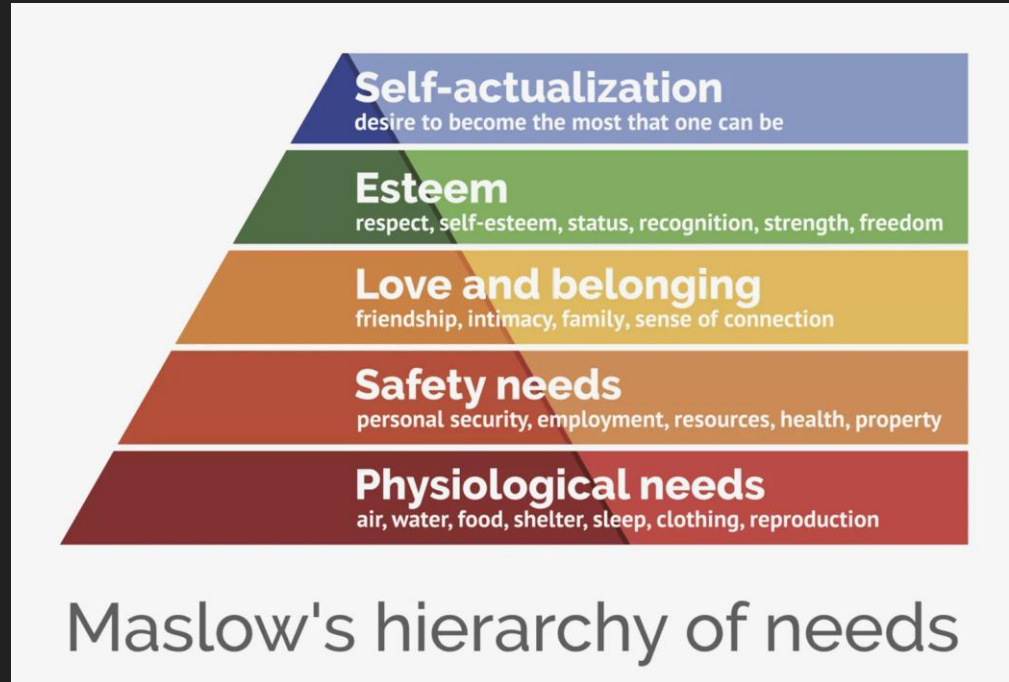 Self-actualization
desire to become the most that one can be
Esteem
respect, self-esteem, status, recognition, strength, freedom
Love and belonging
friendship, intimacy, family, sense of connection
Safety needs
personal security, employment, resources, health, property
Physiological needs
air, water, food, shelter, sleep, clothing, reproduction
Maslow's hierarchy of needs